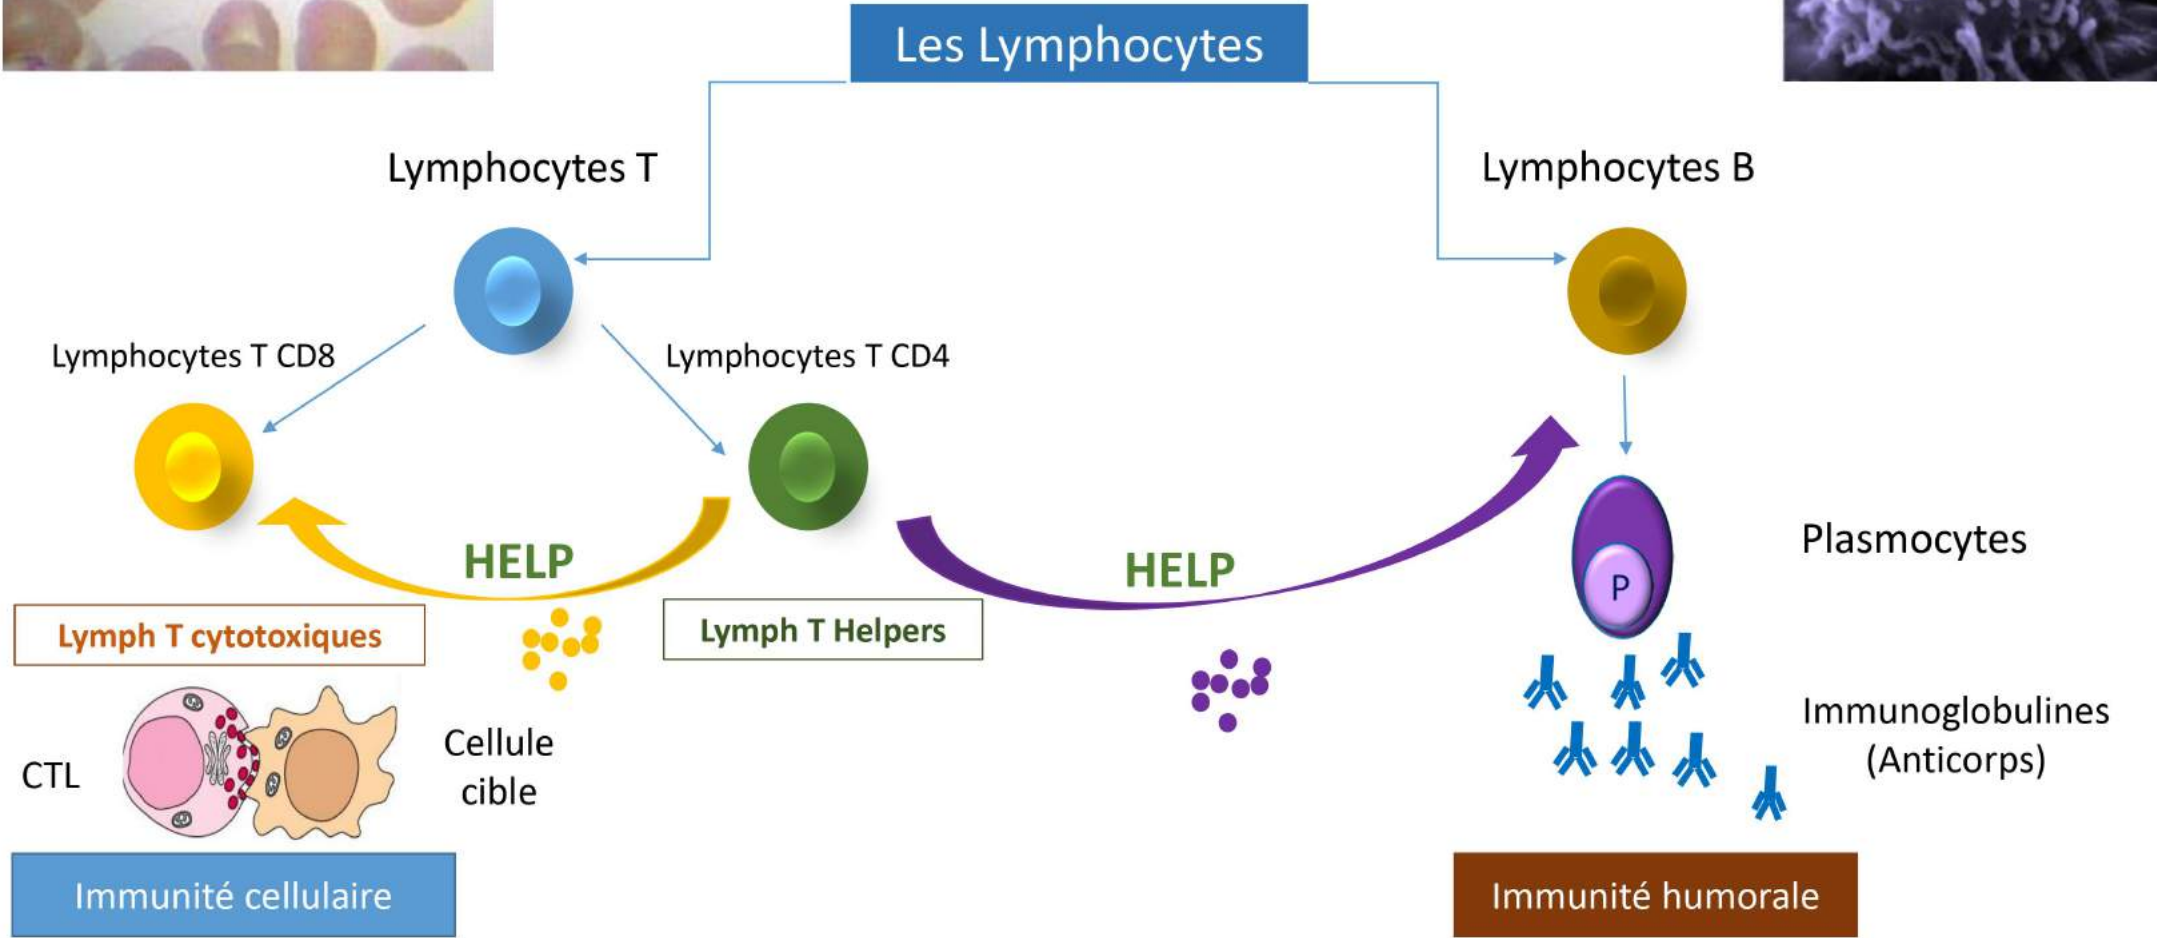 Les Lymphocytes
Lymphocytes T
Lymphocytes B
Lymphocytes T CD8
Lymphocytes T CD4
HELP
HELP
Plasmocytes
P
Lymph T cytotoxiques
Lymph T Helpers
CTL
Cellule
cible
Immunoglobulines
(Anticorps)
Immunité cellulaire
Immunité humorale